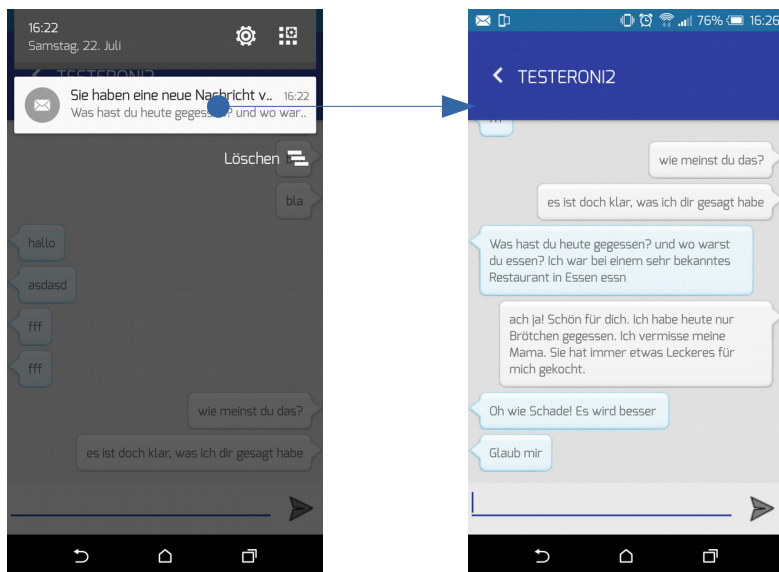 16:22
Samstag, 22. Juli
TESTERONI2
Sie haben eine neue Nachricht v.. 16:22
Was hast du heute gegessen? und wo war..
Löschen
bla
hallo
asdasd
fff
fff
wie meinst du das?
es ist doch klar, was ich dir gesagt habe
76% 16:26
TESTERONI2
fff
wie meinst du das?
es ist doch klar, was ich dir gesagt habe
Was hast du heute gegessen? und wo warst
du essen? Ich war bei einem sehr bekanntes
Restaurant in Essen essn
ach ja! Schön für dich. Ich habe heute nur
Brötchen gegessen. Ich vermisse meine
Mama. Sie hat immer etwas Leckeres für
mich gekocht.
Oh wie Schade! Es wird besser
Glaub mir